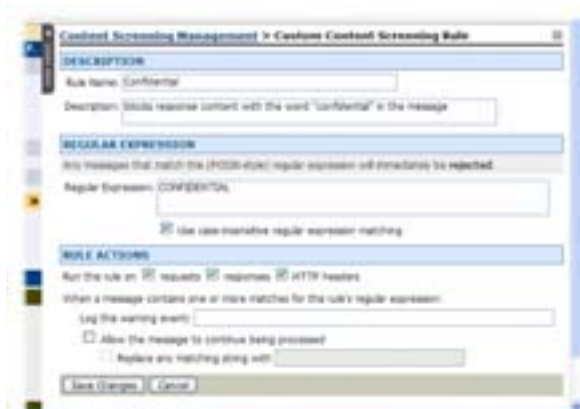 Content Screening Management > Custom Content Screening Rule
DESCRIPTION
Rule Name: Confidential
Description: blocks response content with the word "confidential" in the message
REGULAR EXPRESSION
Any messages that match the (POSIX-style) regular expression will immediately be rejected.
Regular Expression: CONFIDENTIAL
Use case-insensitive regular expression matching
RULE ACTIONS
Run the rule on requests responses HTTP headers
When a message contains one or more matches for the rule's regular expression:
Log this warning event:
Allow the message to continue being processed
Replace any matching string with
Save Changes Cancel